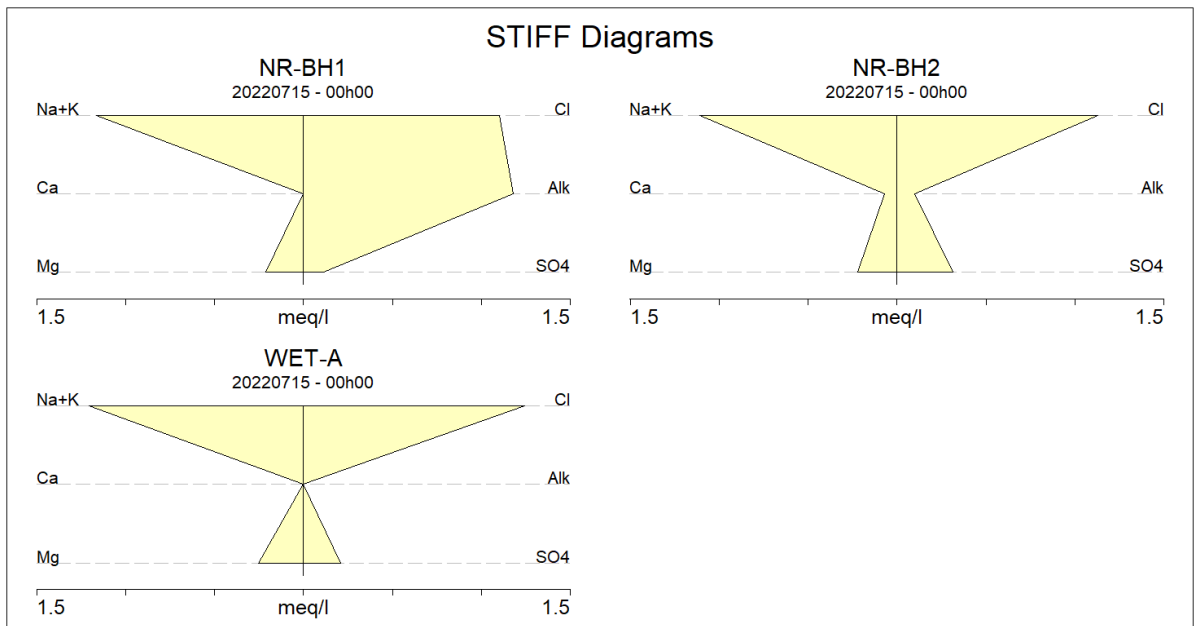 STIFF Diagrams
NR-BH1
20220715 - 00h00
Na+K Cl
Ca Alk
Mg SO4
1.5 meq/l 1.5
NR-BH2
20220715 - 00h00
Na+K Cl
Ca Alk
Mg SO4
1.5 meq/l 1.5
WET-A
20220715 - 00h00
Na+K Cl
Ca Alk
Mg SO4
1.5 meq/l 1.5